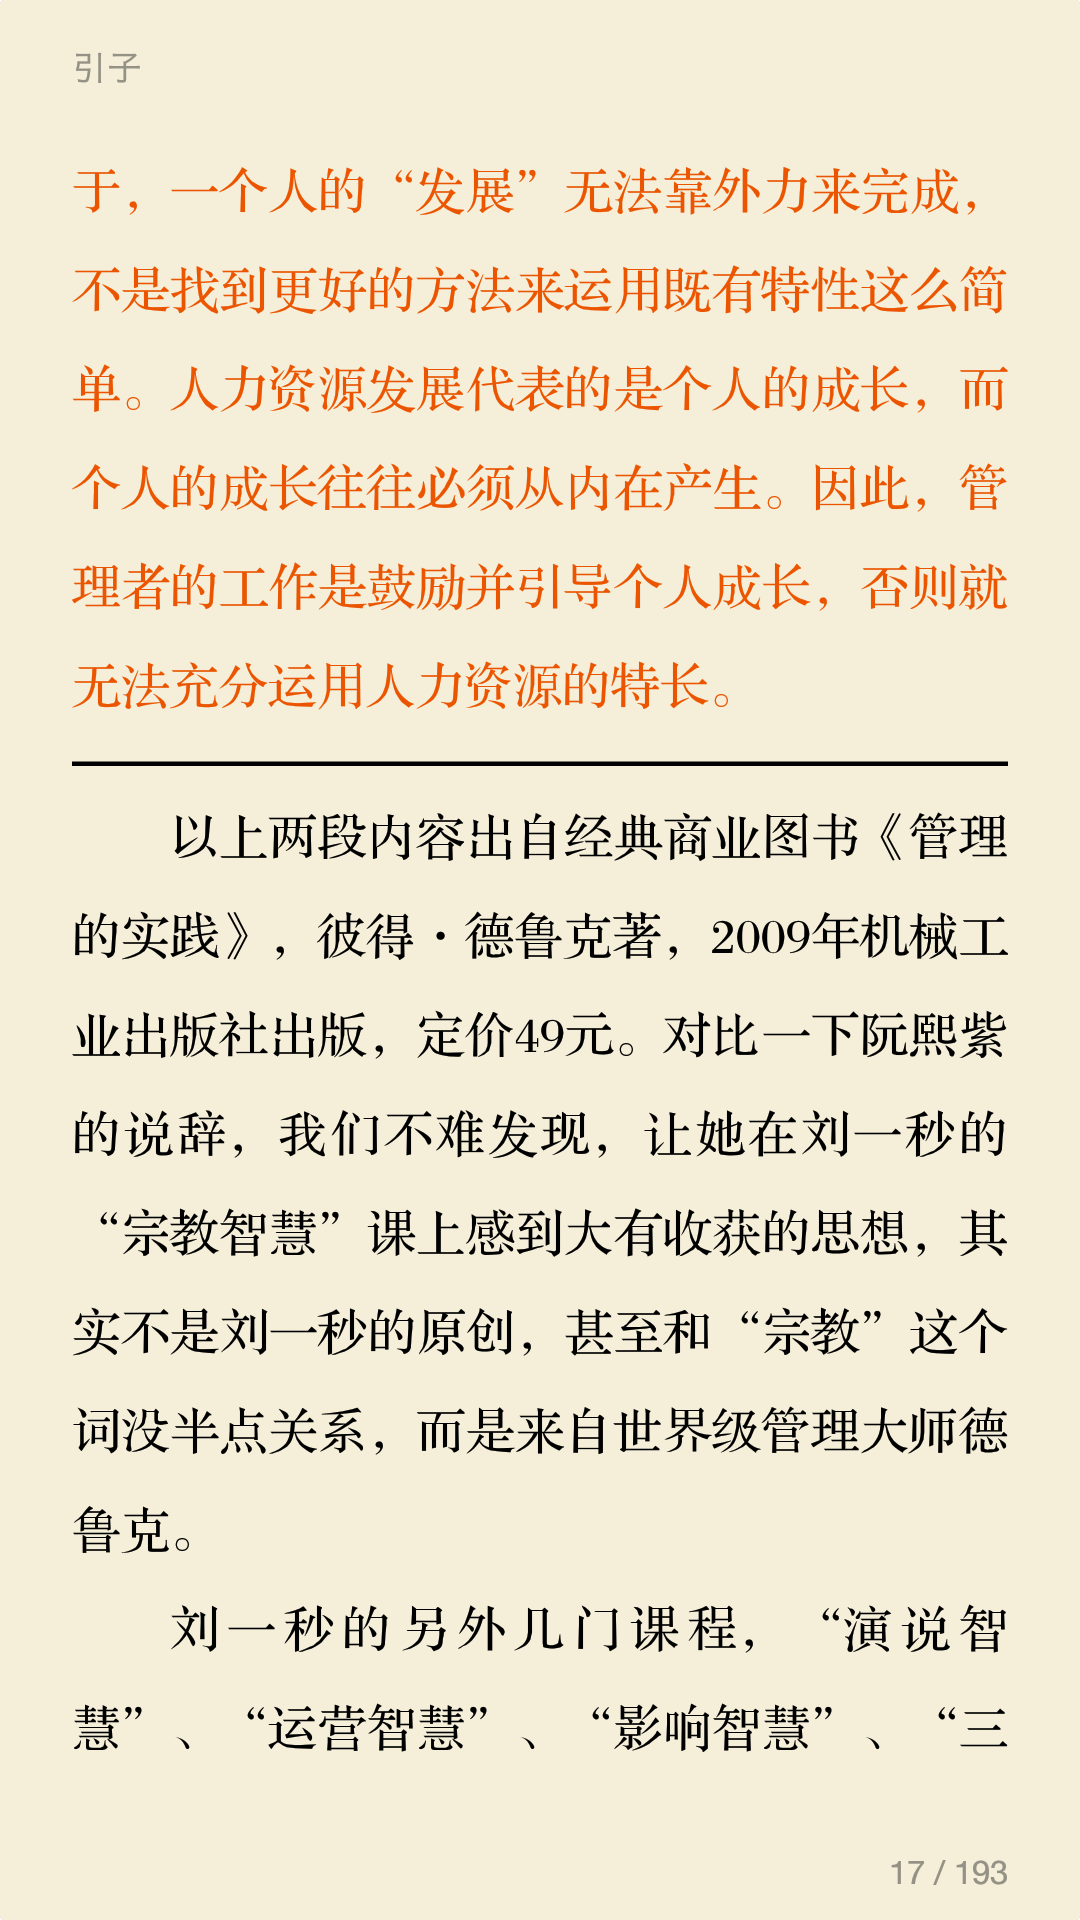 引子
于，一个人的“发展”无法靠外力来完成，
不是找到更好的方法来运用既有特性这么简
单。人力资源发展代表的是个人的成长，而
个人的成长往往必须从内在产生。因此，管
理者的工作是鼓励并引导个人成长，否则就
无法充分运用人力资源的特长。
以上两段内容出自经典商业图书《管理
的实践》，彼得·德鲁克著，2009年机械工
业出版社出版，定价49元。对比一下阮熙紫
的说辞，我们不难发现，让她在刘一秒的
“宗教智慧”课上感到大有收获的思想，其
实不是刘一秒的原创，甚至和“宗教”这个
词没半点关系，而是来自世界级管理大师德
鲁克。
刘一秒的另外几门课程，“演说智
慧”、“运营智慧”、“影响智慧”、“三
17 / 193